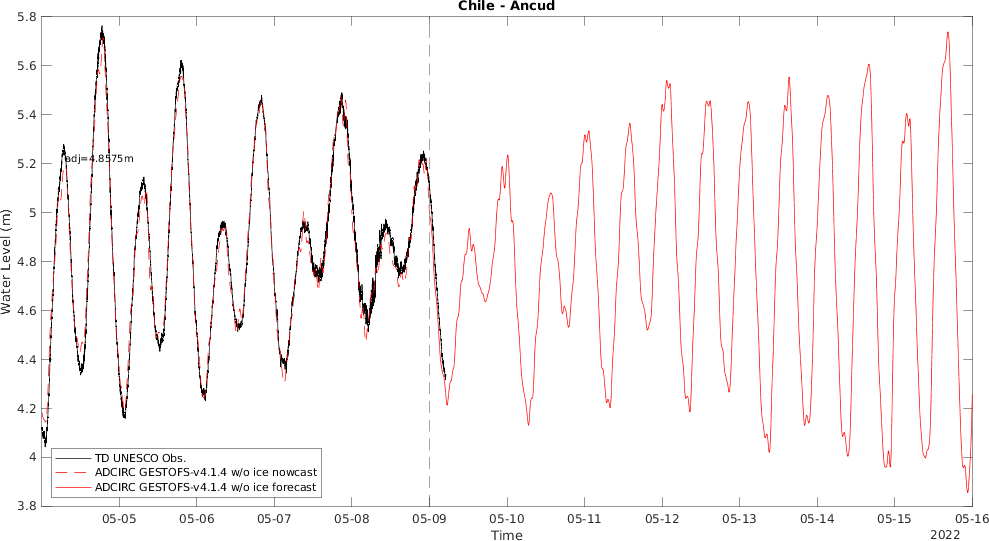 Chile - Ancud
5.8
5.6
5.4
5.2
5
4.8
4.6
4.4
4.2
4
3.8
Water Level (m)
adj=4.8575m
TD UNESCO Obs.
ADCIRC GESTOFS-v4.1.4 w/o ice nowcast
ADCIRC GESTOFS-v4.1.4 w/o ice forecast
05-05 05-06 05-07 05-08 05-09 05-10 05-11 05-12 05-13 05-14 05-15 05-16
Time
2022